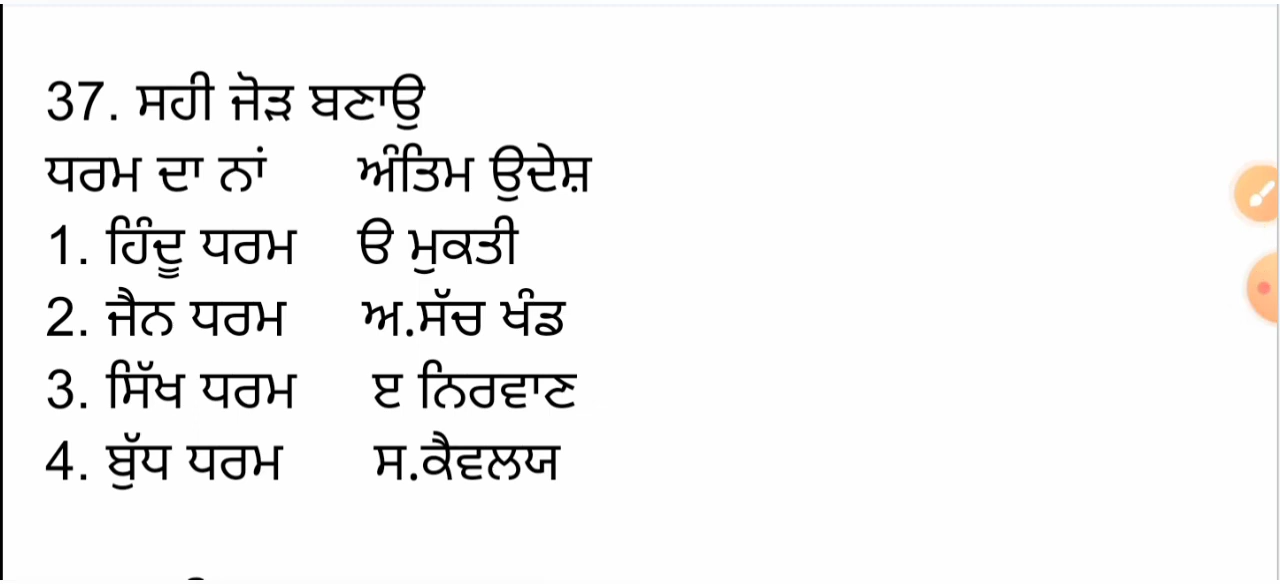 37. ਸਹੀ ਜੋੜ ਬਣਾਉ
ਧਰਮ ਦਾ ਨਾਂ ਅੰਤਿਮ ਉਦੇਸ਼
1. ਹਿੰਦੂ ਧਰਮ ੳ ਮੁਕਤੀ
2. ਜੈਨ ਧਰਮ ਅ.ਸੱਚ ਖੰਡ
3. ਸਿੱਖ ਧਰਮ ੲ ਨਿਰਵਾਣ
4. ਬੁੱਧ ਧਰਮ ਸ.ਕੈਵਲਯ